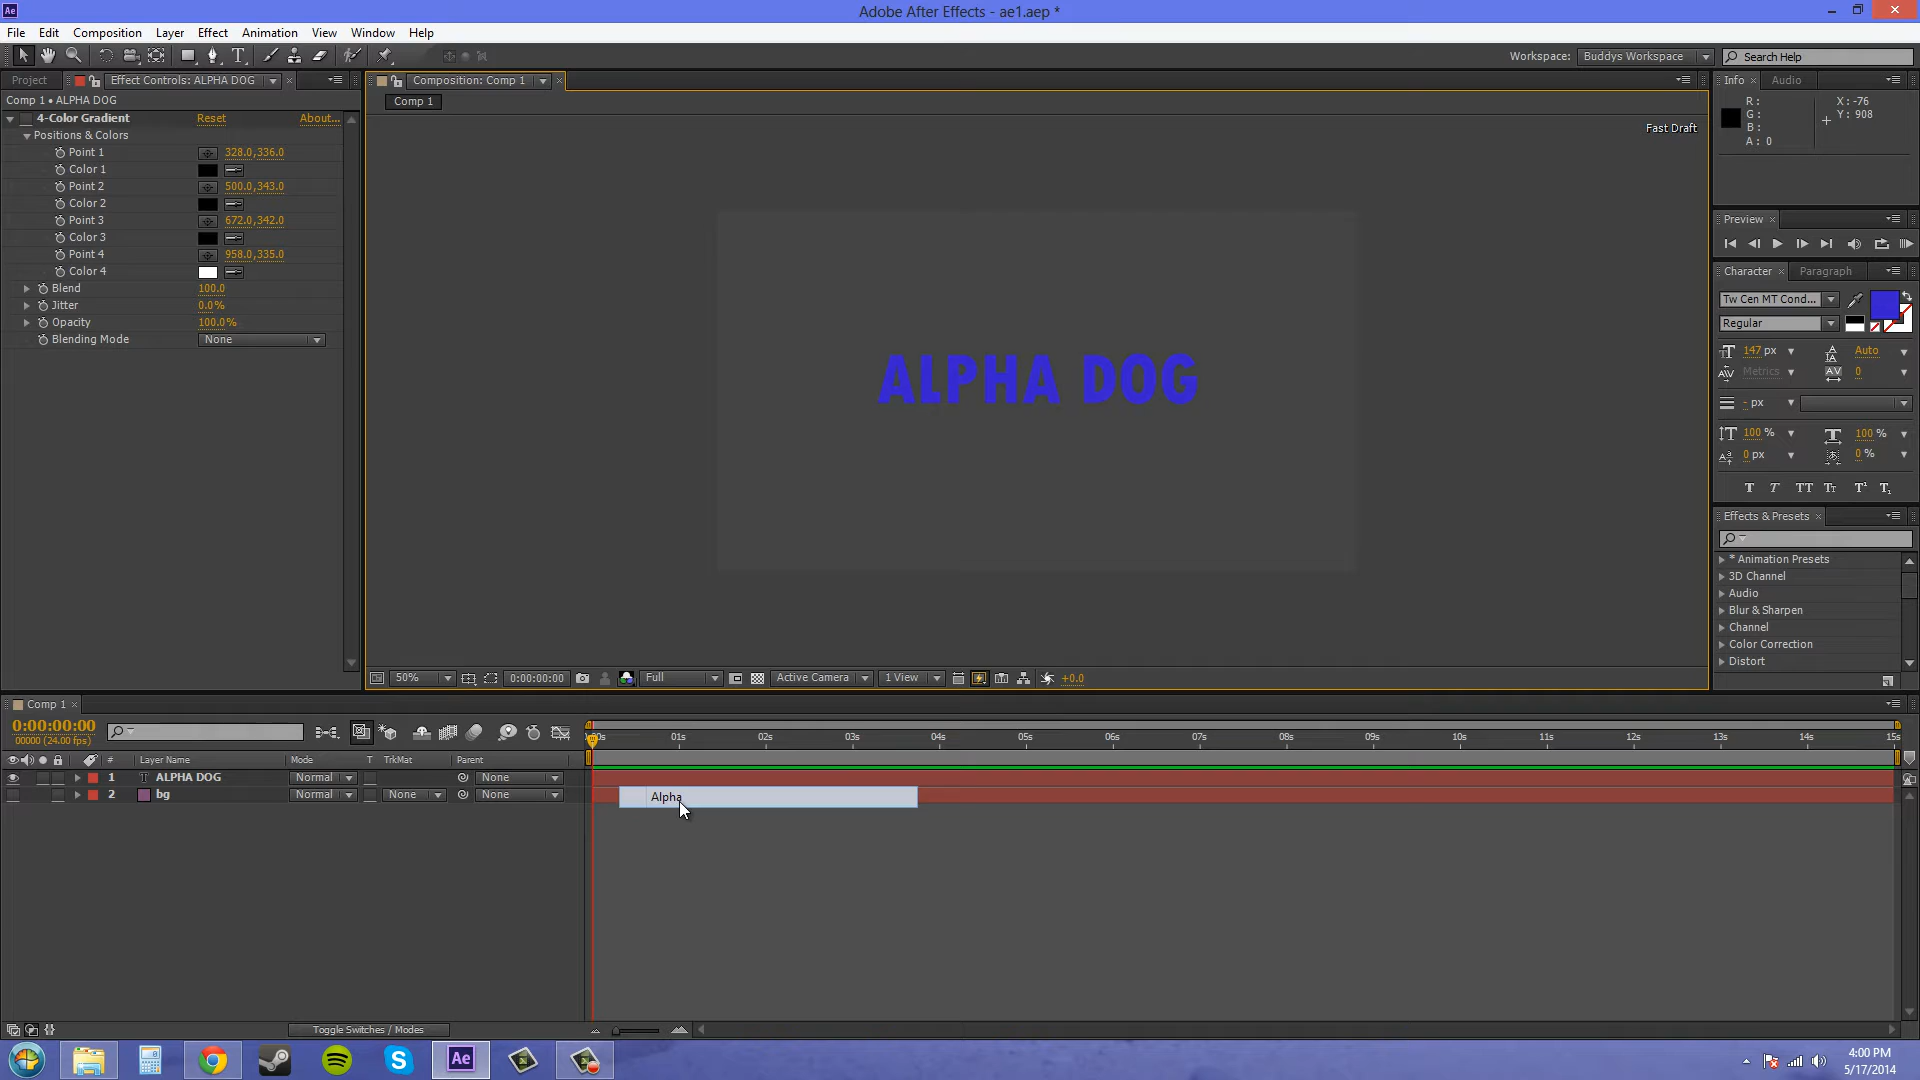 Adobe After Effects - ae1.aep *
File Edit Composition Layer Effect Animation View Window Help
Workspace: Buddys Workspace Search Help
Project Effect Controls: ALPHA DOG
Comp 1 • ALPHA DOG
4-Color Gradient Reset About...
Positions & Colors
Point 1 328.0,336.0
Color 1
Point 2 500.0,343.0
Color 2
Point 3 672.0,342.0
Color 3
Point 4 958.0,335.0
Color 4
Blend 100.0
Jitter 0.0%
Opacity 100.0%
Blending Mode None
Composition: Comp 1
Comp 1
Fast Draft
ALPHA DOG
50% 0:00:00:00 Full Active Camera 1 View +0.0
Info Audio
R: X: -76
G: Y: 908
B:
A: 0
Preview
Character Paragraph
Tw Cen MT Cond...
Regular
147 px Auto
Metrics 0
- px
100 % 100 %
0 px 0 %
T T TT Tt T¹ T₁
Effects & Presets
* Animation Presets
3D Channel
Audio
Blur & Sharpen
Channel
Color Correction
Distort
Comp 1
0:00:00:00
00000 (24.00 fps)
# Layer Name Mode T TrkMat Parent
1 T ALPHA DOG Normal None
2 bg Normal None None
:00s 01s 02s 03s 04s 05s 06s 07s 08s 09s 10s 11s 12s 13s 14s 15s
Alpha
Toggle Switches / Modes
Ae
4:00 PM
5/17/2014